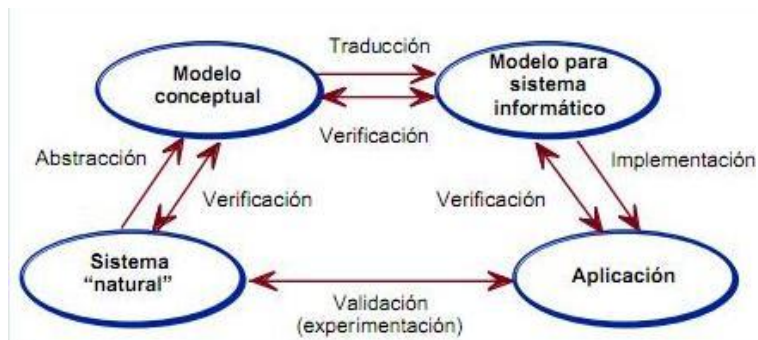 Traducción
Modelo
conceptual
Modelo para
sistema
informático
Verificación
Abstracción
Implementación
Verificación
Verificación
Sistema
“natural”
Aplicación
Validación
(experimentación)